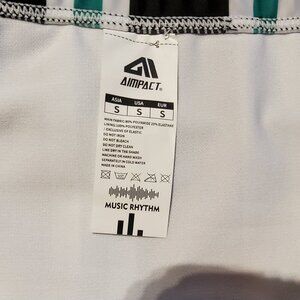 AIMPACT®
ASIA USA EUR
S S S
MAIN FABRIC: 80% POLYAMIDE 20% ELASTANE
LINING: 100% POLYESTER
EXCLUSIVE OF ELASTIC
DO NOT IRON
DO NOT BLEACH
DO NOT DRY CLEAN
LINE DRY IN THE SHADE
MACHINE OR HAND WASH
SEPARATELY IN COLD WATER
MADE IN CHINA
MUSIC RHYTHM